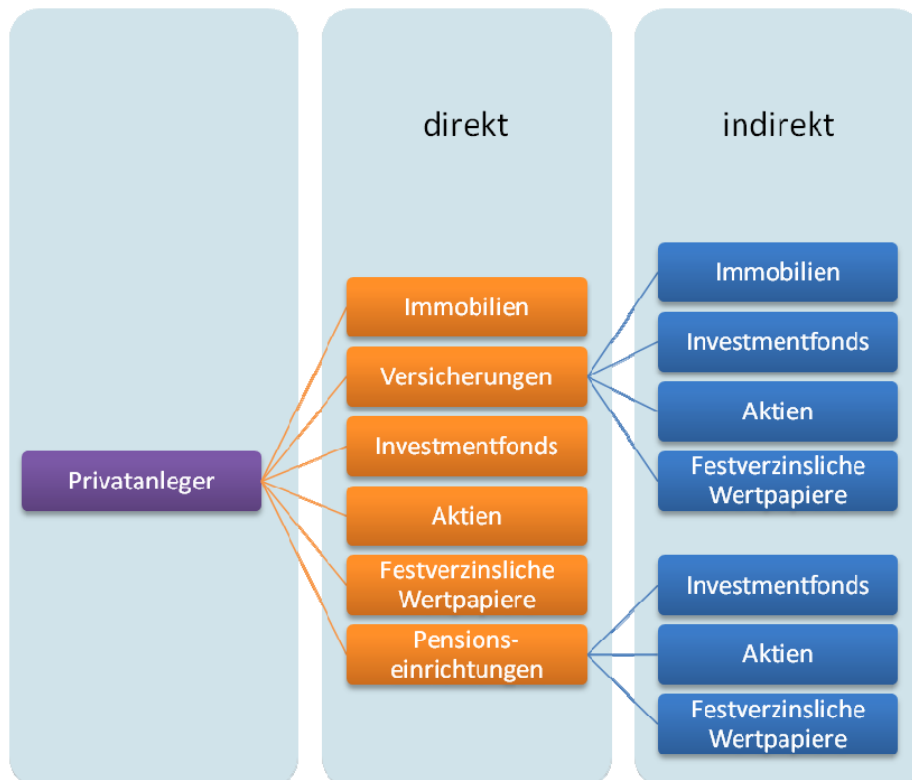 direkt
indirekt
Privatanleger
Immobilien
Versicherungen
Investmentfonds
Aktien
Festverzinsliche
Wertpapiere
Pensions-
einrichtungen
Immobilien
Investmentfonds
Aktien
Festverzinsliche
Wertpapiere
Investmentfonds
Aktien
Festverzinsliche
Wertpapiere